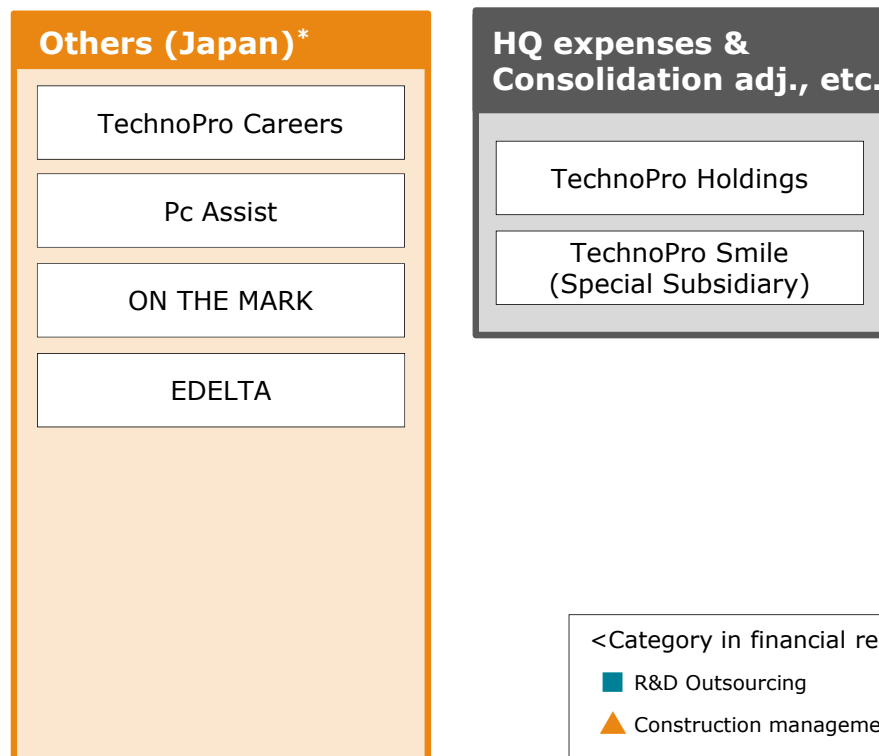 Others (Japan)*
TechnoPro Careers
Pc Assist
ON THE MARK
EDELTA
HQ expenses &
Consolidation adj., etc.
TechnoPro Holdings
TechnoPro Smile
(Special Subsidiary)
<Category in financial re
R&D Outsourcing
Construction manageme